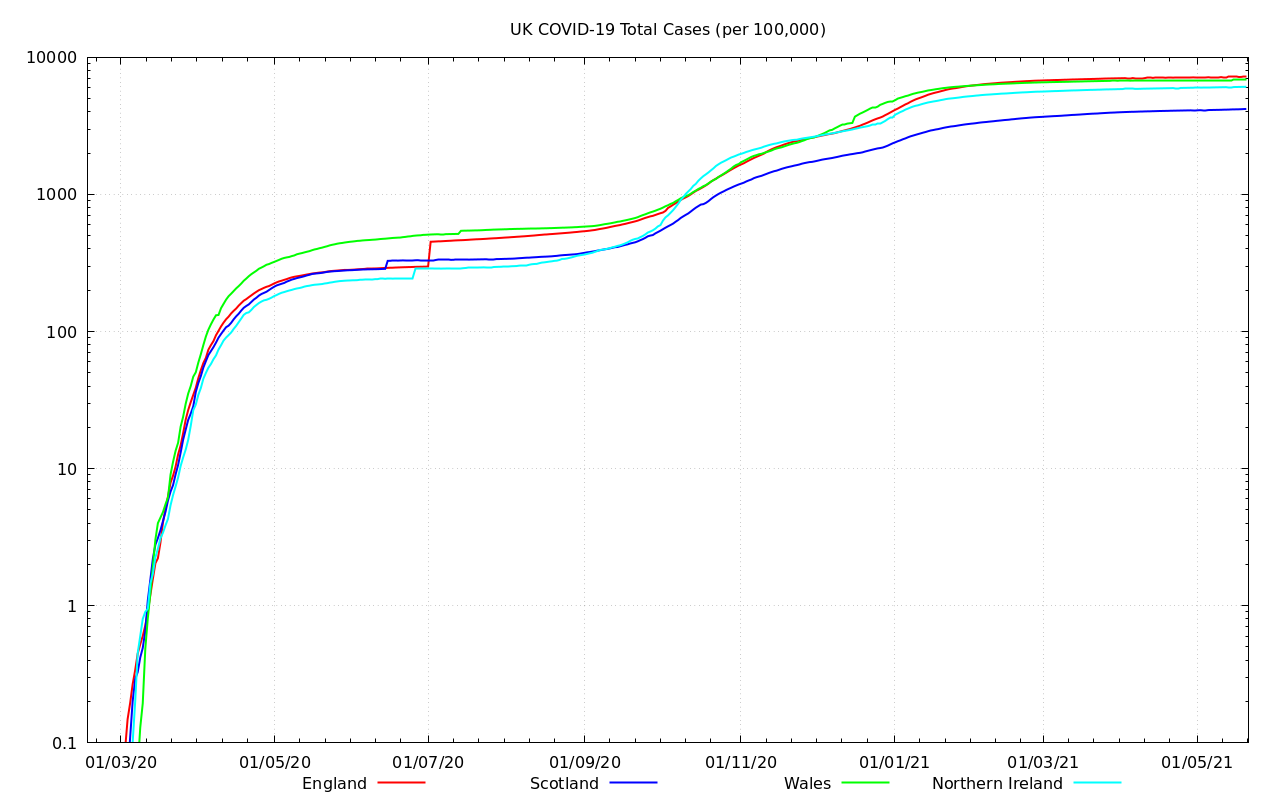 UK COVID-19 Total Cases (per 100,000)
10000
1000
100
10
1
0.1
01/03/20 01/05/20 01/07/20 01/09/20 01/11/20 01/01/21 01/03/21 01/05/21
England Scotland Wales Northern Ireland